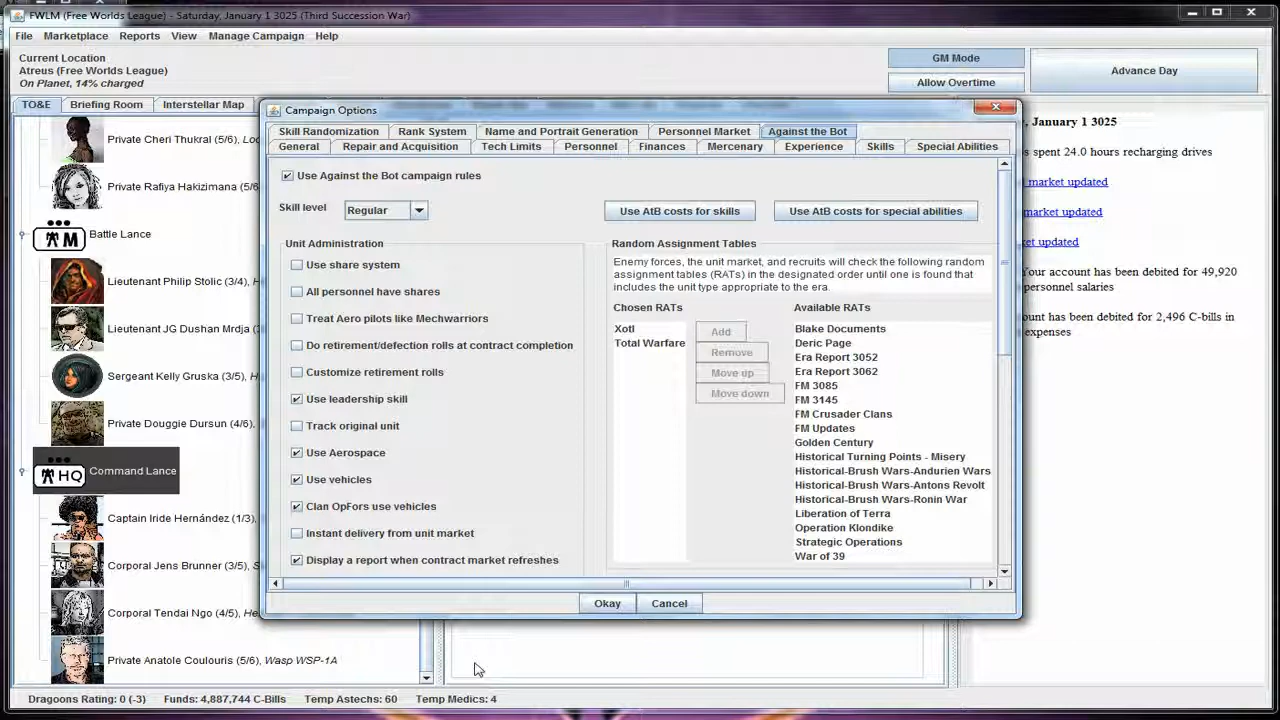 FWLM (Free Worlds League) - Saturday, January 1 3025 (Third Succession War)
File Marketplace Reports View Manage Campaign Help
Current Location
Atreus (Free Worlds League)
On Planet, 14% charged
GM Mode
Allow Overtime
Advance Day
TO&E Briefing Room Interstellar Map
Private Cheri Thukral (5/6), Loc
Private Rafiya Hakizimana (5/6
M Battle Lance
Lieutenant Philip Stolic (3/4), H
Lieutenant JG Dushan Mrdja (
Sergeant Kelly Gruska (3/5), H
Private Douggie Dursun (4/6),
HQ Command Lance
Captain Iride Hernández (1/3),
Corporal Jens Brunner (3/5), S
Corporal Tendai Ngo (4/5), He
Private Anatole Coulouris (5/6), Wasp WSP-1A
Campaign Options
Skill Randomization Rank System Name and Portrait Generation Personnel Market Against the Bot
General Repair and Acquisition Tech Limits Personnel Finances Mercenary Experience Skills Special Abilities
Use Against the Bot campaign rules
Skill level Regular
Use AtB costs for skills Use AtB costs for special abilities
Unit Administration
Use share system
All personnel have shares
Treat Aero pilots like Mechwarriors
Do retirement/defection rolls at contract completion
Customize retirement rolls
Use leadership skill
Track original unit
Use Aerospace
Use vehicles
Clan OpFors use vehicles
Instant delivery from unit market
Display a report when contract market refreshes
Random Assignment Tables
Enemy forces, the unit market, and recruits will check the following random
assignment tables (RATs) in the designated order until one is found that
includes the unit type appropriate to the era.
Chosen RATs
Xotl
Total Warfare
Add
Remove
Move up
Move down
Available RATs
Blake Documents
Deric Page
Era Report 3052
Era Report 3062
FM 3085
FM 3145
FM Crusader Clans
FM Updates
Golden Century
Historical Turning Points - Misery
Historical-Brush Wars-Andurien Wars
Historical-Brush Wars-Antons Revolt
Historical-Brush Wars-Ronin War
Liberation of Terra
Operation Klondike
Strategic Operations
War of 39
Okay Cancel
, January 1 3025
s spent 24.0 hours recharging drives
market updated
market updated
ket updated
Your account has been debited for 49,920
personnel salaries
ount has been debited for 2,496 C-bills in
expenses
Dragoons Rating: 0 (-3) Funds: 4,887,744 C-Bills Temp Astechs: 60 Temp Medics: 4